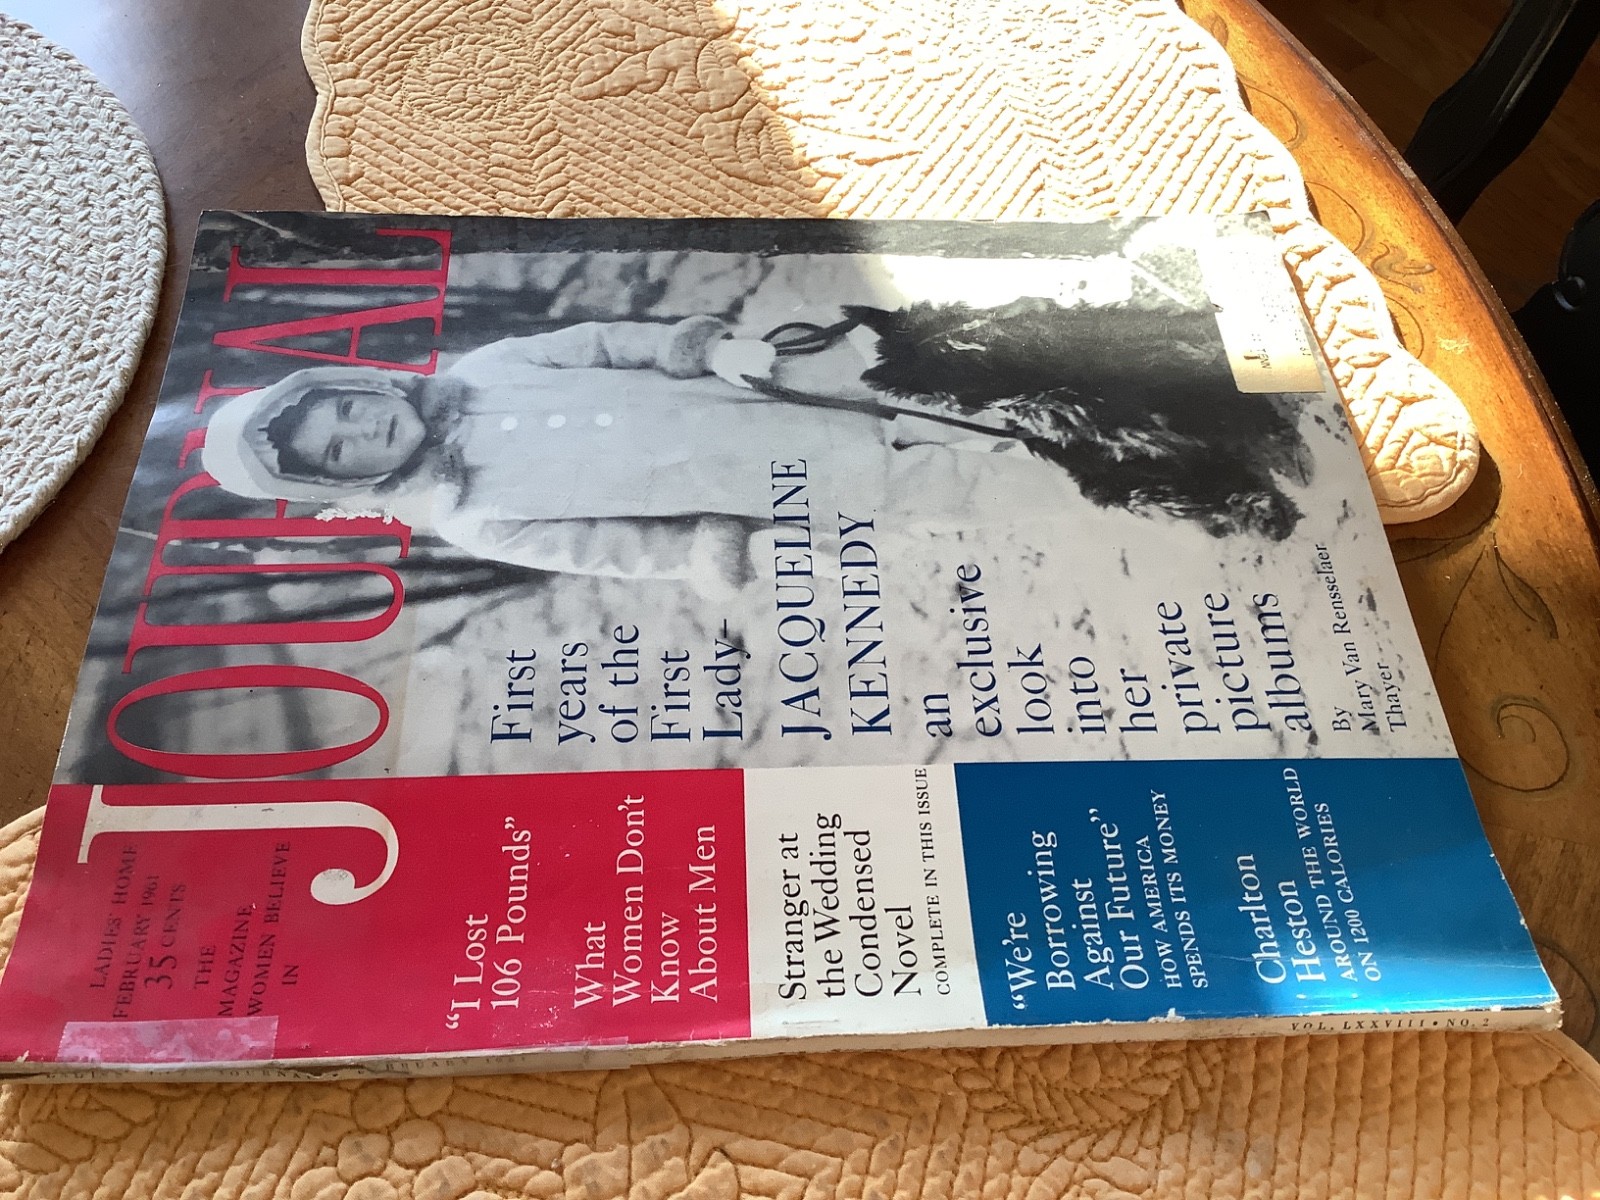 LADIES' HOME
FEBRUARY 1961
35 CENTS
THE
MAGAZINE
WOMEN BELIEVE
IN
JOURNAL
"I Lost
106 Pounds"
What
Women Don't
Know
About Men
Stranger at
the Wedding
Condensed
Novel
COMPLETE IN THIS ISSUE
"We're
Borrowing
Against
Our Future"
HOW AMERICA
SPENDS ITS MONEY
Charlton
Heston
AROUND THE WORLD
ON 1200 CALORIES
First
years
of the
First
Lady–
JACQUELINE
KENNEDY
an
exclusive
look
into
her
private
picture
albums
By
Mary Van Rensselaer
Thayer
VOL. LXXVIII • NO. 2